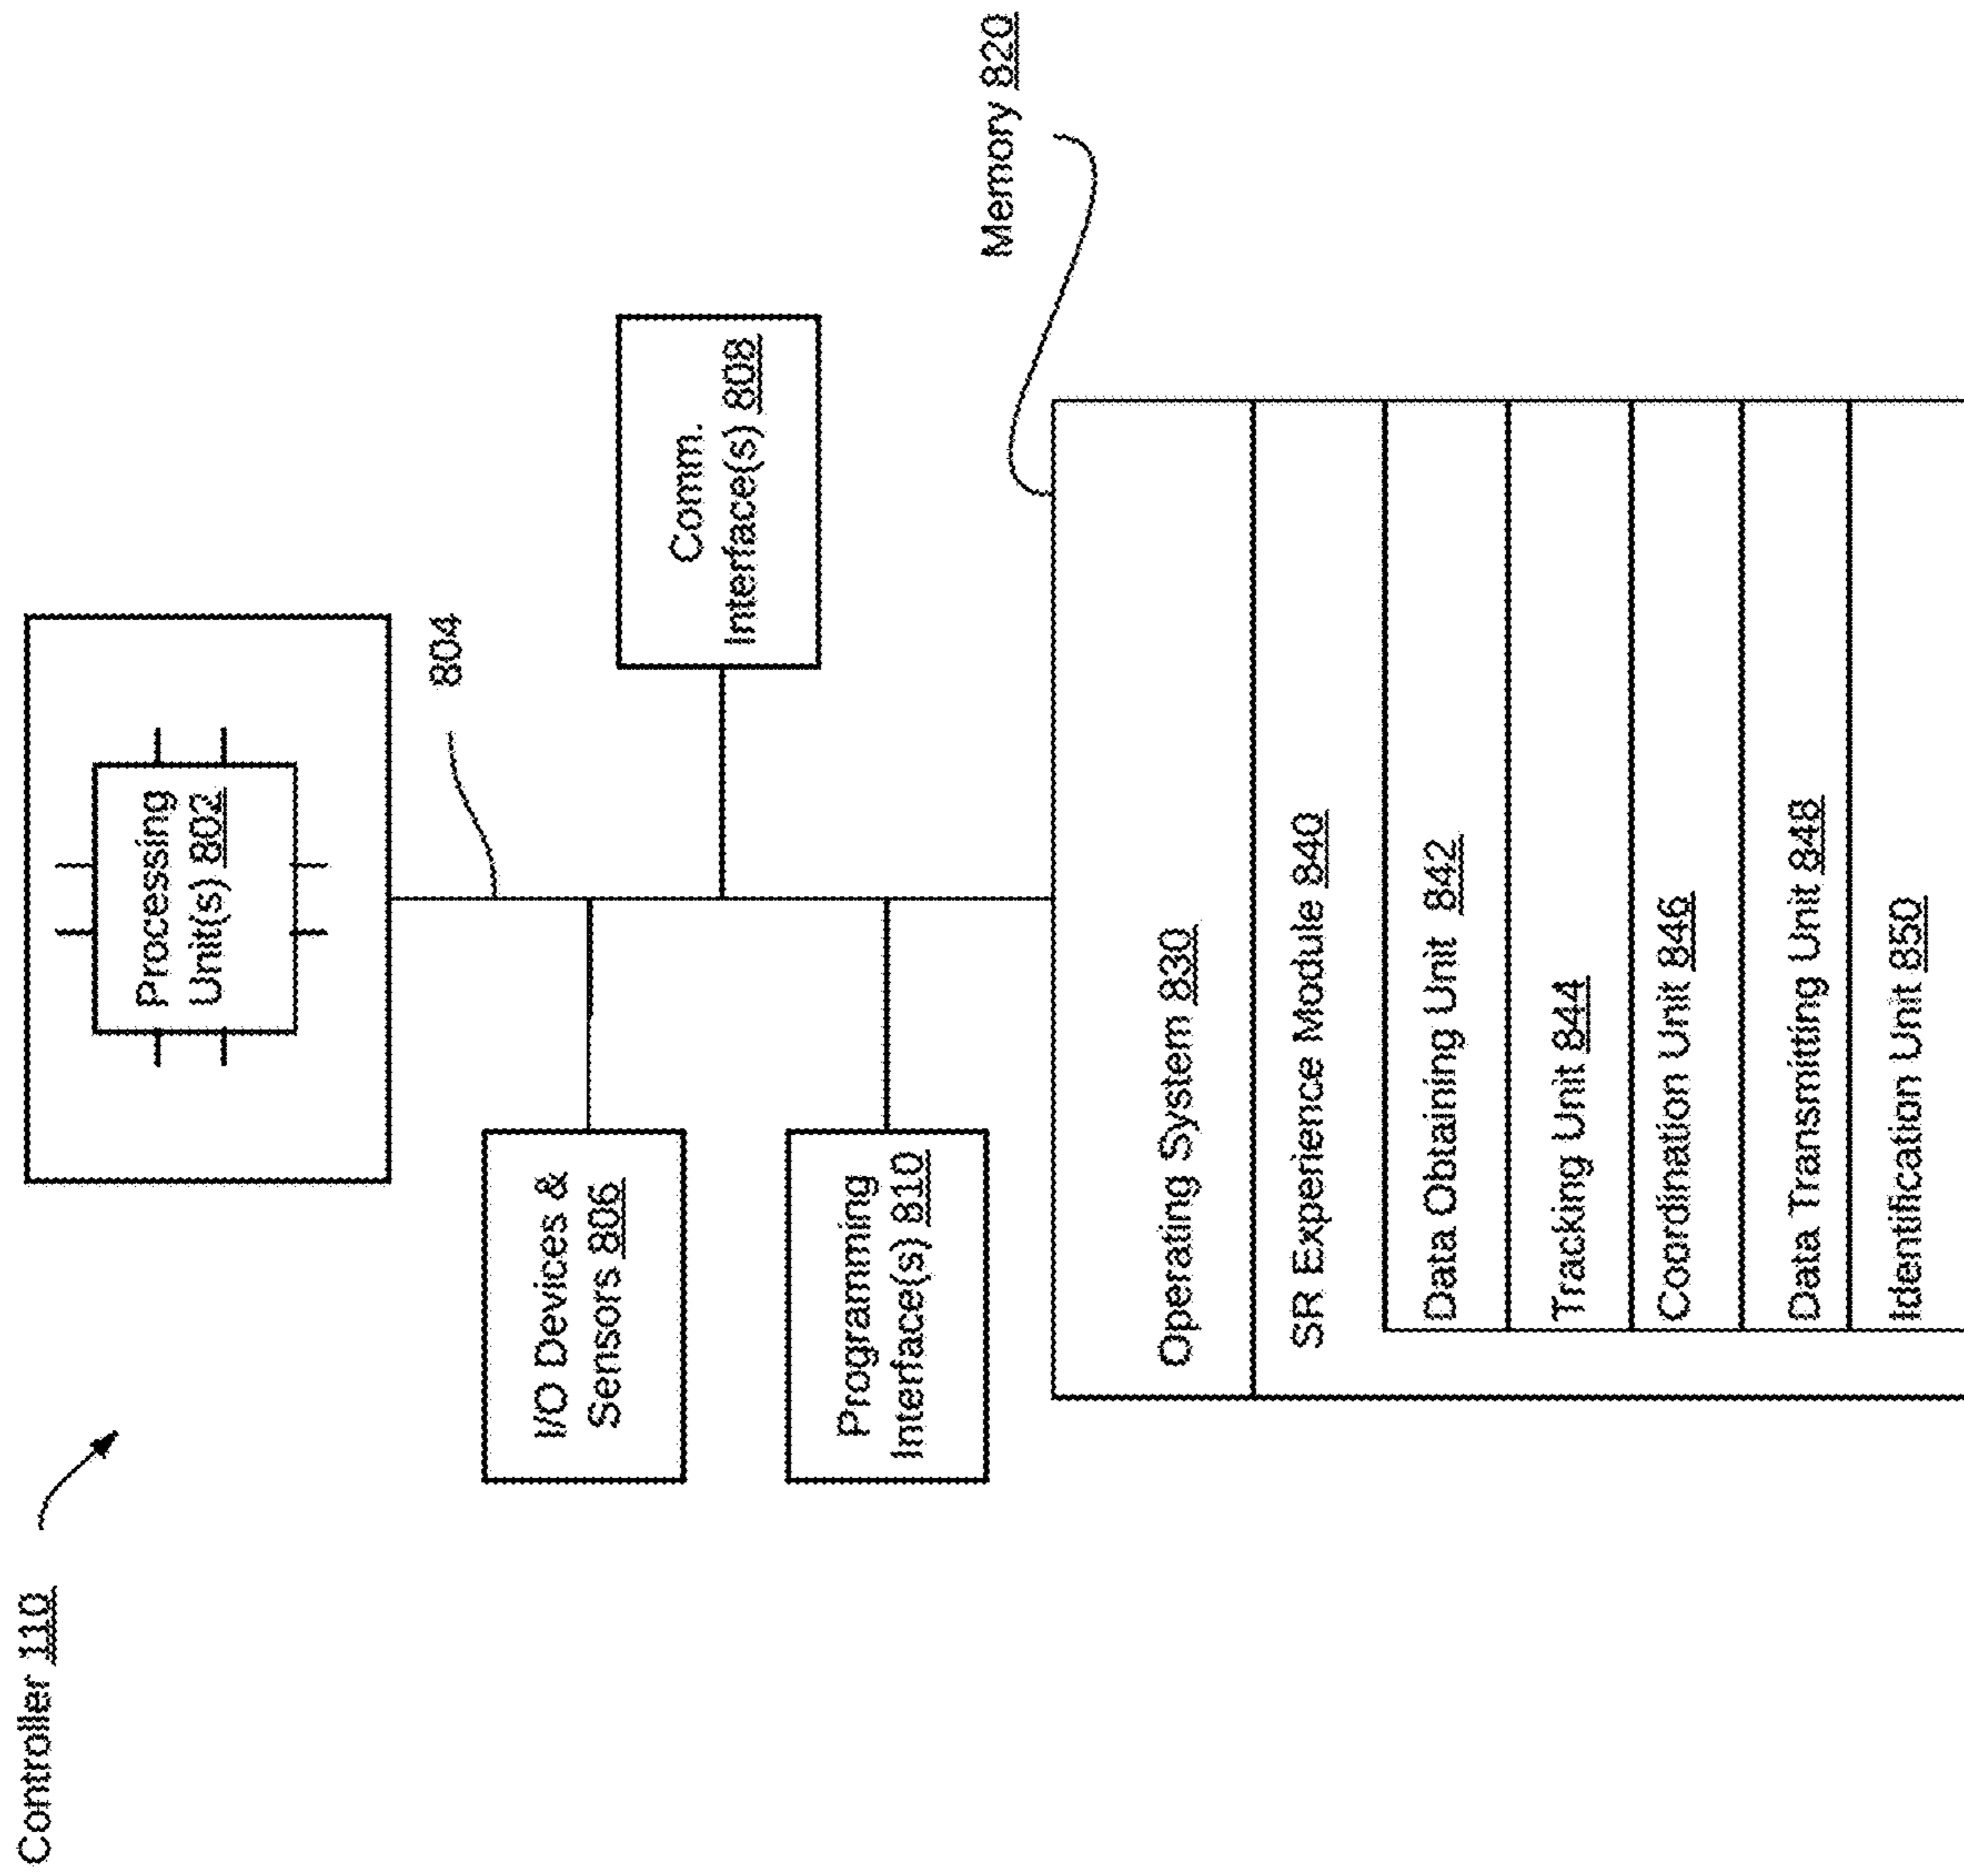 Controller 110
Processing
Unit(s) 802
804
I/O Devices &
Sensors 806
Comm.
Interface(s) 808
Programming
Interface(s) 810
Memory 820
Operating System 830
SR Experience Module 840
Data Obtaining Unit 842
Tracking Unit 844
Coordination Unit 846
Data Transmitting Unit 848
Identification Unit 850